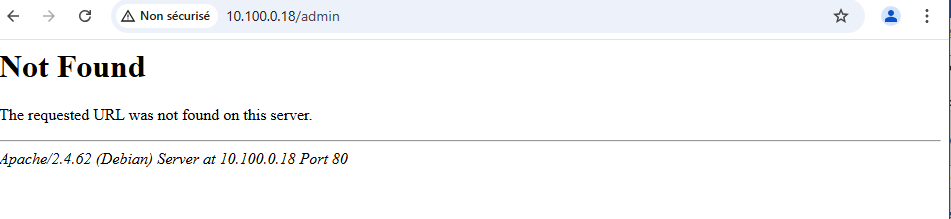 Non sécurisé 10.100.0.18/admin
Not Found
The requested URL was not found on this server.
Apache/2.4.62 (Debian) Server at 10.100.0.18 Port 80